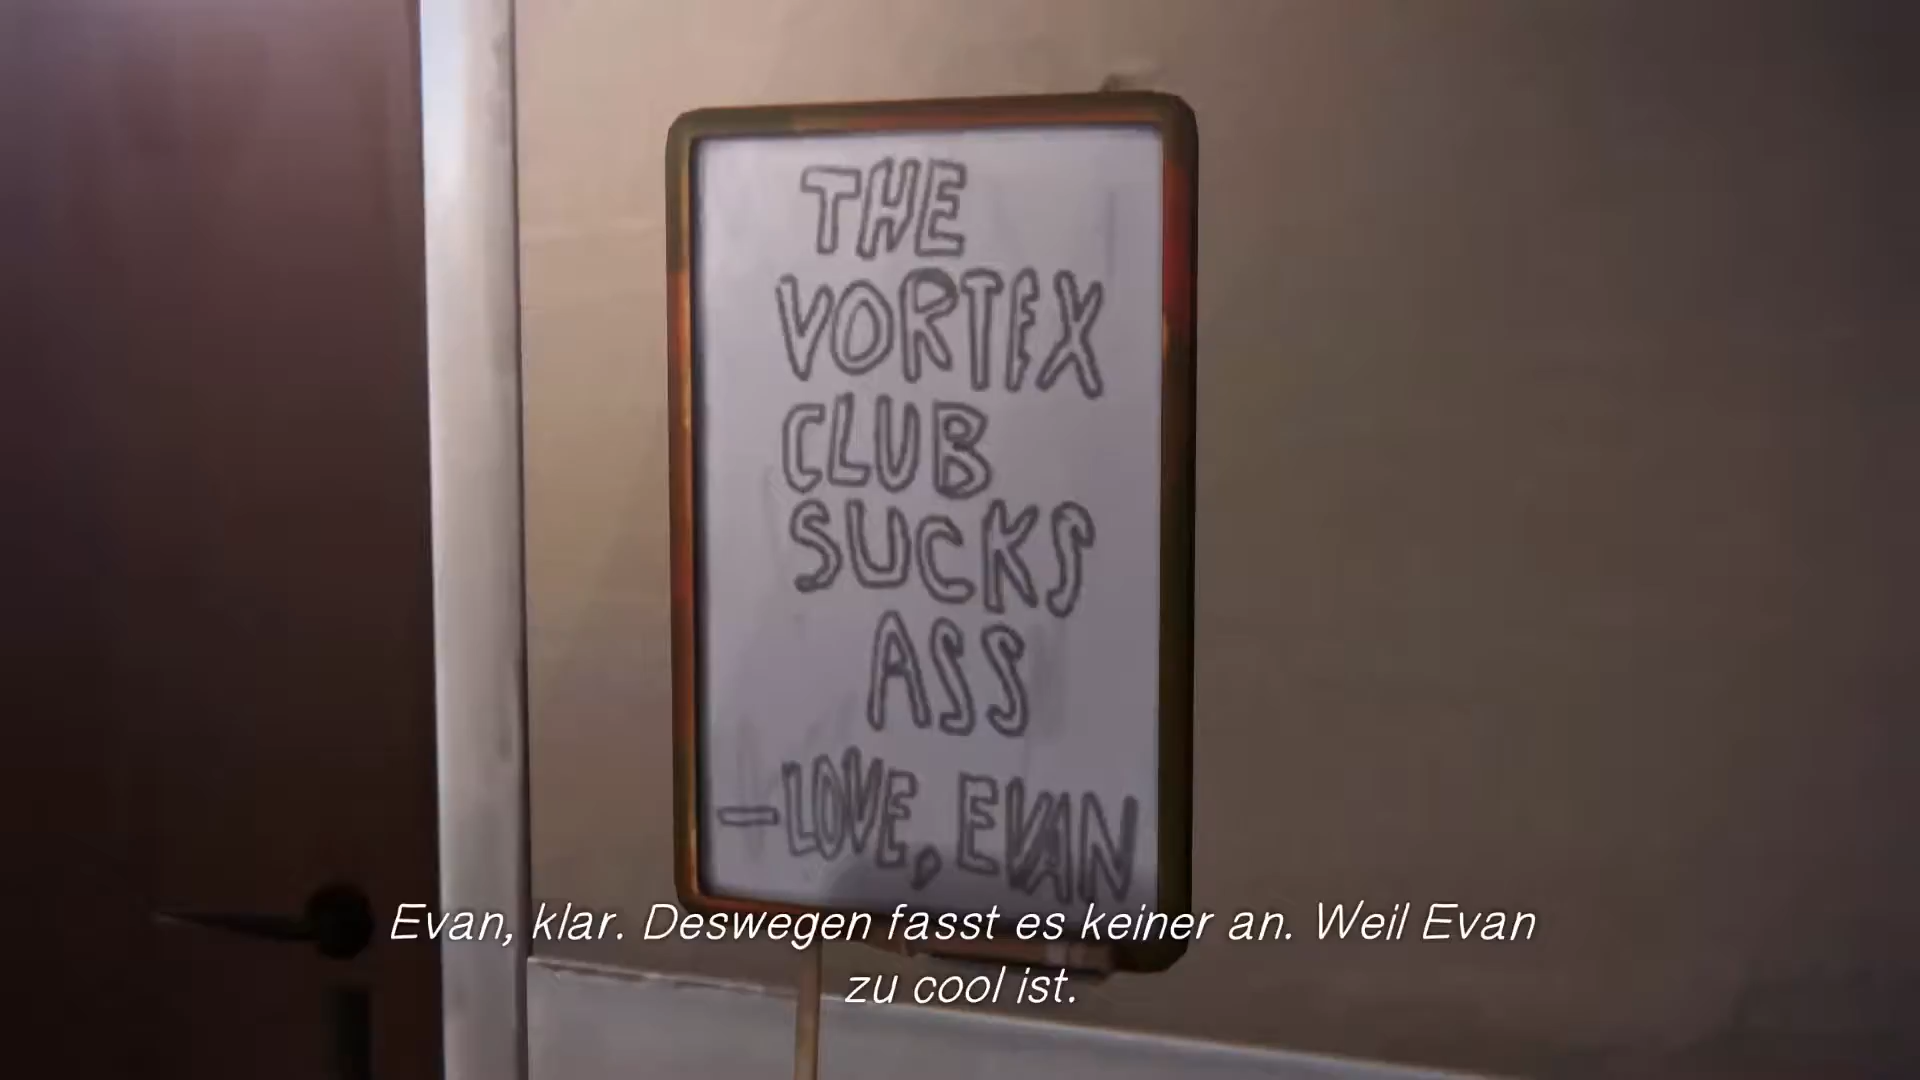 THE
VORTEX
CLUB
SUCKS
ASS
—LOVE, EVAN
Evan, klar. Deswegen fasst es keiner an. Weil Evan
zu cool ist.